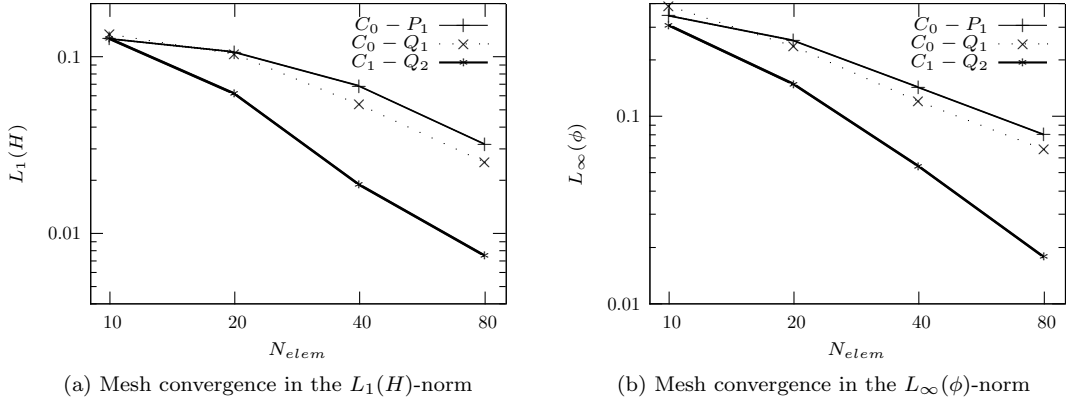 C₀ − P₁
C₀ − Q₁
C₁ − Q₂
0.1
0.01
L₁(H)
10 20 40 80
N_elem
(a) Mesh convergence in the L₁(H)-norm
C₀ − P₁
C₀ − Q₁
C₁ − Q₂
0.1
0.01
L∞(ϕ)
10 20 40 80
N_elem
(b) Mesh convergence in the L∞(ϕ)-norm